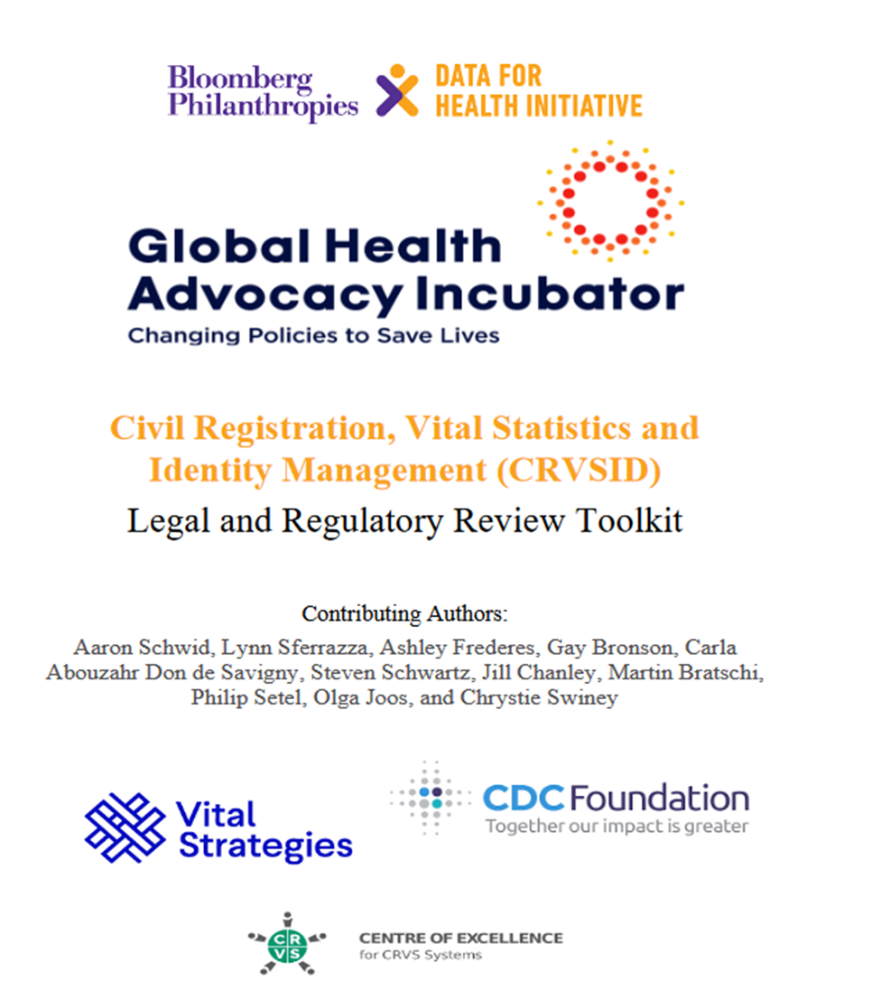 Bloomberg
Philanthropies
DATA FOR
HEALTH INITIATIVE
Global Health
Advocacy Incubator
Changing Policies to Save Lives
Civil Registration, Vital Statistics and
Identity Management (CRVSID)
Legal and Regulatory Review Toolkit
Contributing Authors:
Aaron Schwid, Lynn Sferrazza, Ashley Frederes, Gay Bronson, Carla
Abouzahr Don de Savigny, Steven Schwartz, Jill Chanley, Martin Bratschi,
Philip Setel, Olga Joos, and Chrystie Swiney
Vital
Strategies
CDC Foundation
Together our impact is greater
CR
VS
CENTRE OF EXCELLENCE
for CRVS Systems